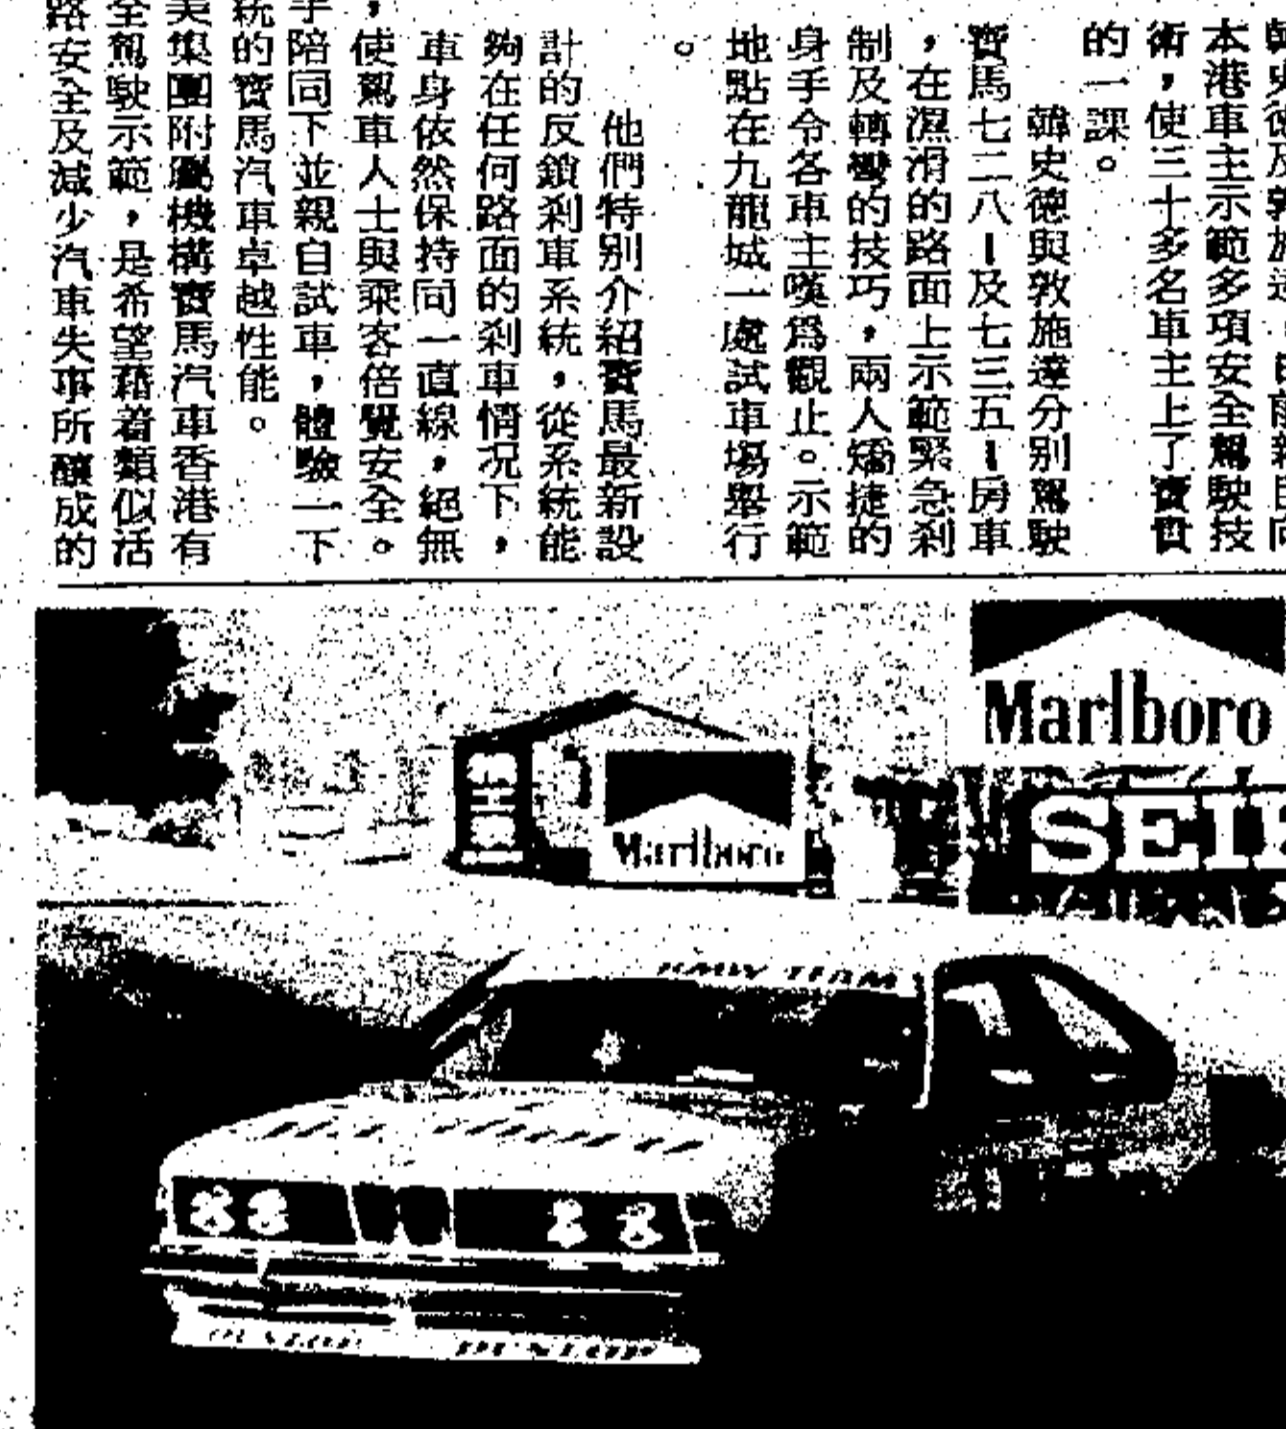 本港車主示範多項安全駕駛技
術，使三十多名車主上了寶貴
的一課。
韓史德與敦施達分別駕駛
寶馬七二八I及七三五I房車
，在濕滑的路面上示範緊急刹
制及轉彎的技巧，兩人矯捷的
身手令各車主嘆爲觀止。示範
地點在九龍城一處試車場舉行
。
他們特別介紹寶馬最新設
計的反鎖刹車系統，從系統能
夠在任何路面的刹車情況下，
車身依然保持同一直線，絕無
，使駕車人士與乘客倍覺安全。
手陪同下並親自試車，體驗一下
統的寶馬汽車卓越性能。
美集團附屬機構寶馬汽車香港有
全駕駛示範，是希望藉着類似活
路安全及減少汽車失事所釀成的
Marlboro
Marlboro
SEI
BMW TEAM
DUNLOP
DUNLOP